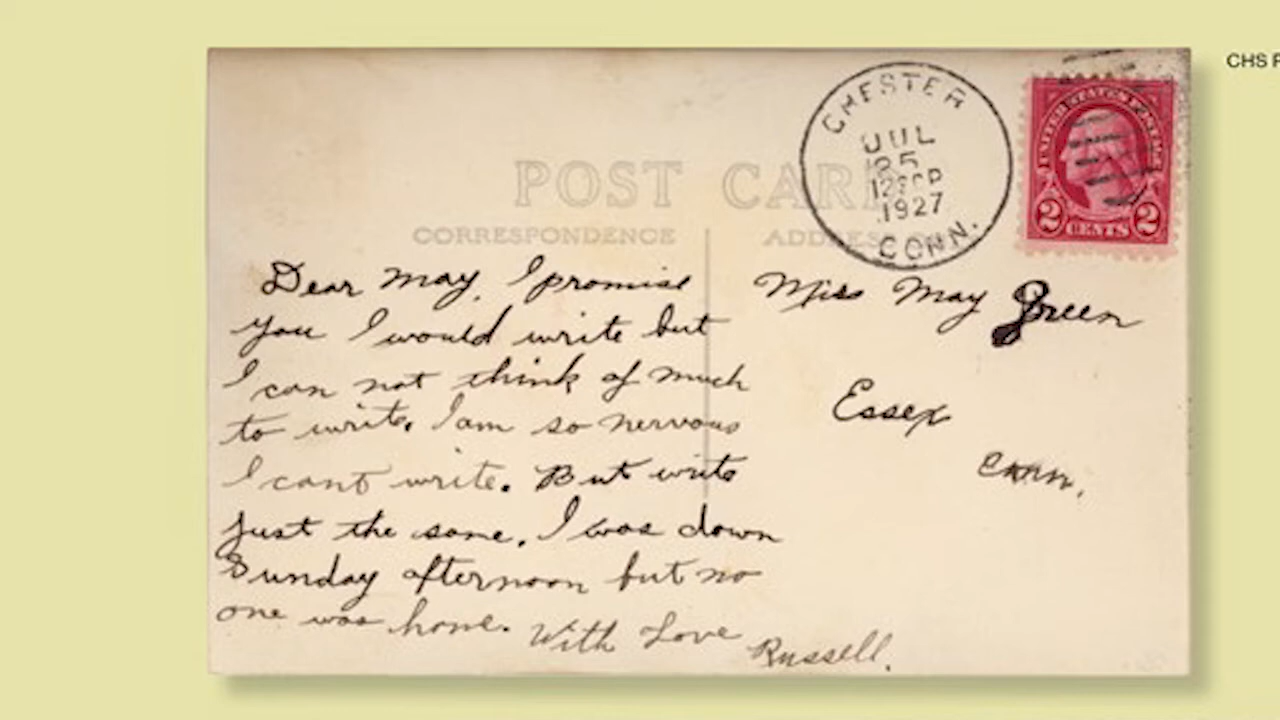 CHS
CHESTER
JUL
25
1927
CONN.
UNITED STATES POSTAGE
2 CENTS 2
POST CARD
CORRESPONDENCE
ADDRESS
Dear May, I promise
you I would write but
I can not think of much
to write. I am so nervous
I cant write. But write
just the same. I was down
Sunday afternoon but no
one was home. With Love
Russell.
Miss May Green
Essex
Conn.